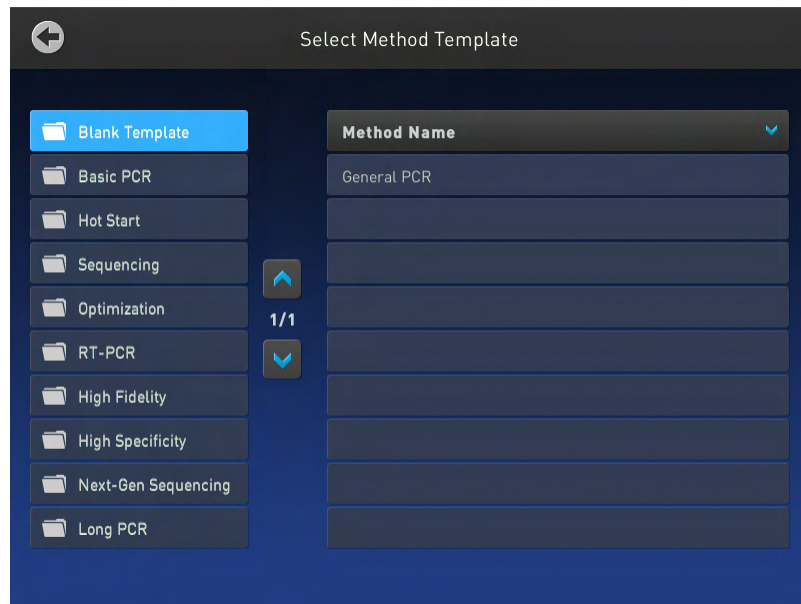 Select Method Template
Blank Template
Basic PCR
Hot Start
Sequencing
Optimization
RT-PCR
High Fidelity
High Specificity
Next-Gen Sequencing
Long PCR
1/1
Method Name
General PCR